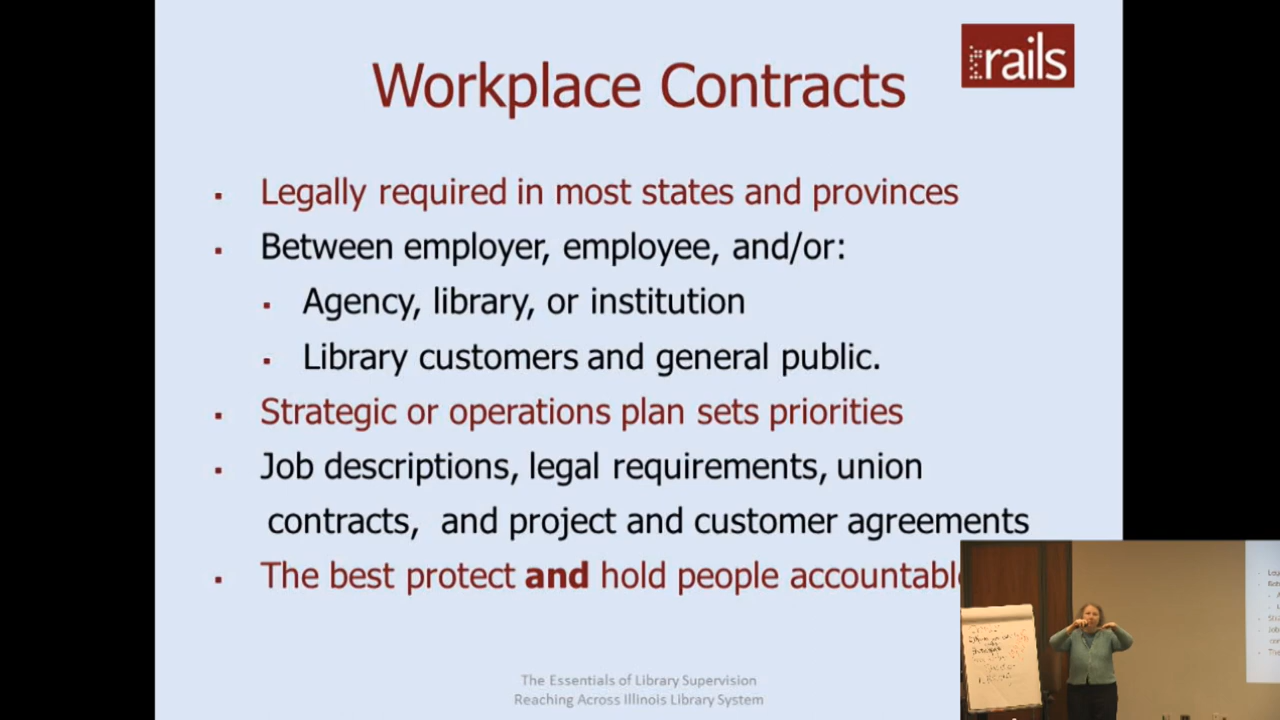 Workplace Contracts
rails
▪ Legally required in most states and provinces
▪ Between employer, employee, and/or:
▪ Agency, library, or institution
▪ Library customers and general public.
▪ Strategic or operations plan sets priorities
▪ Job descriptions, legal requirements, union
contracts, and project and customer agreements
▪ The best protect and hold people accountabl
The Essentials of Library Supervision
Reaching Across Illinois Library System